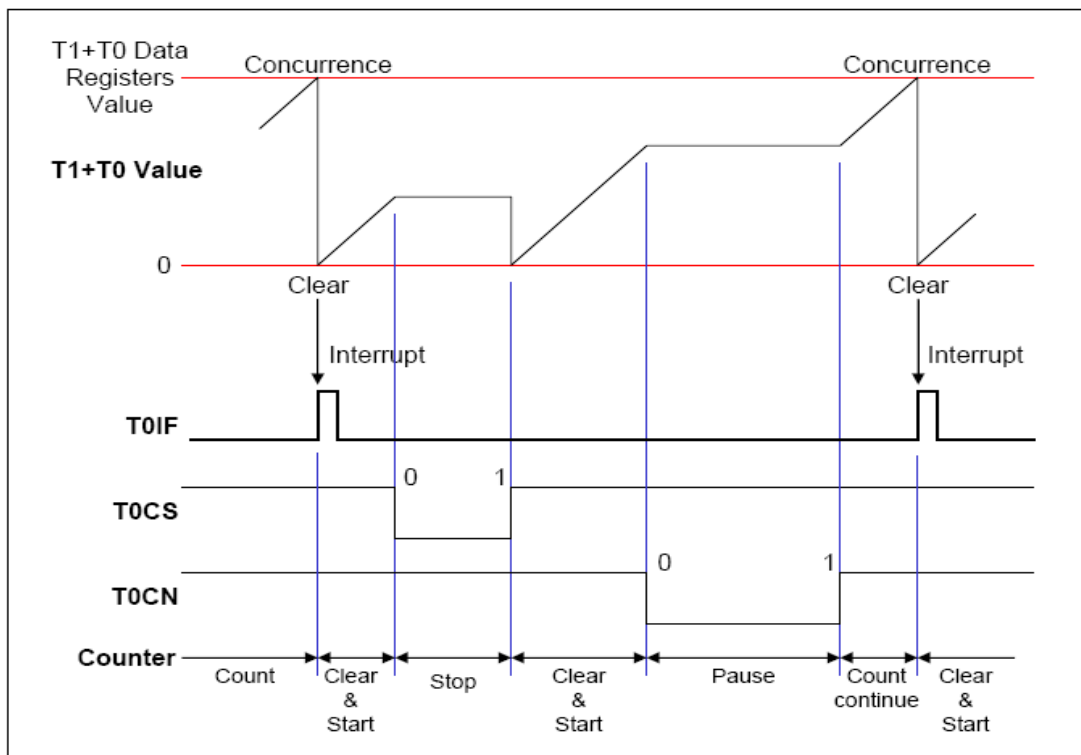 T1+T0 Data
Registers
Value
Concurrence
Concurrence
T1+T0 Value
0
Clear
Clear
Interrupt
Interrupt
T0IF
0 1
T0CS
0 1
T0CN
Counter
Count
Clear
&
Start
Stop
Clear
&
Start
Pause
Count
continue
Clear
&
Start